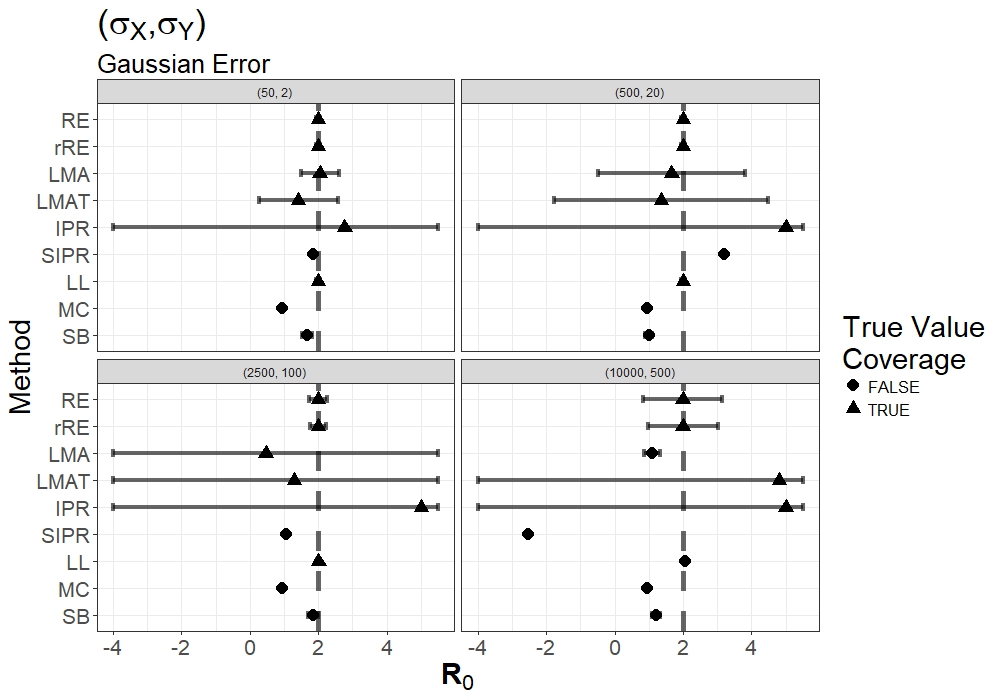 (σX,σY)
Gaussian Error
(50, 2)
(500, 20)
RE
rRE
LMA
LMAT
IPR
SIPR
LL
MC
SB
(2500, 100)
(10000, 500)
RE
rRE
LMA
LMAT
IPR
SIPR
LL
MC
SB
-4 -2 0 2 4
-4 -2 0 2 4
R0
Method
True Value
Coverage
FALSE
TRUE